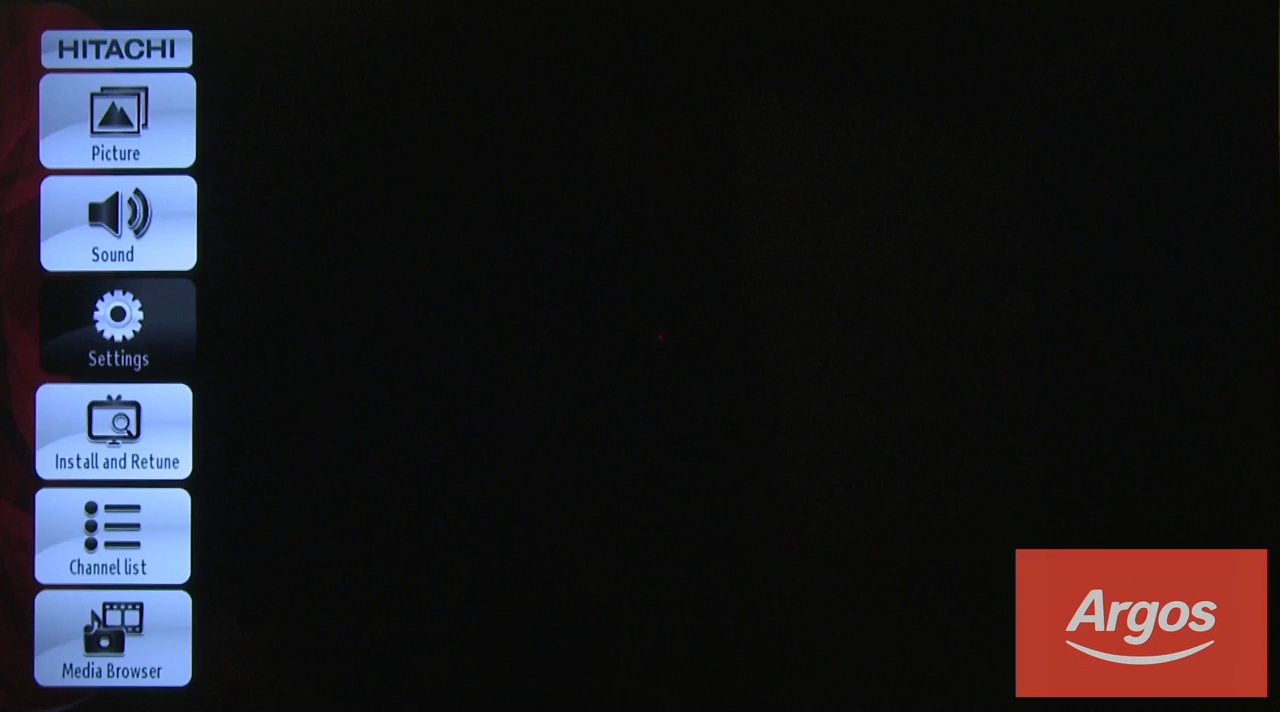 HITACHI
Picture
Sound
Settings
Install and Retune
Channel list
Media Browser
Argos